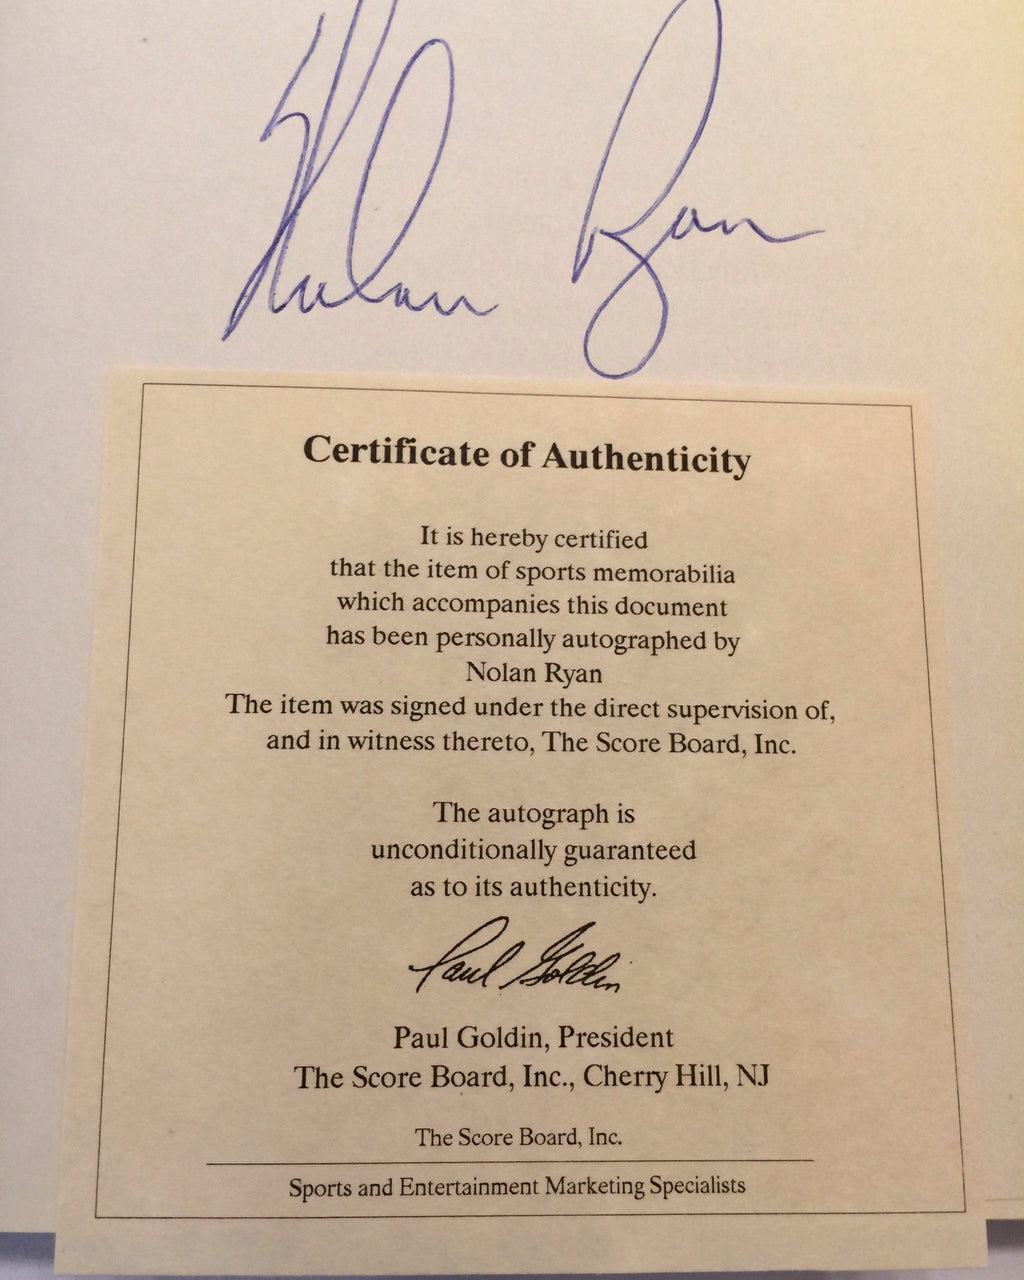 Nolan Ryan
Certificate of Authenticity
It is hereby certified
that the item of sports memorabilia
which accompanies this document
has been personally autographed by
Nolan Ryan
The item was signed under the direct supervision of,
and in witness thereto, The Score Board, Inc.
The autograph is
unconditionally guaranteed
as to its authenticity.
Paul Goldin
Paul Goldin, President
The Score Board, Inc., Cherry Hill, NJ
The Score Board, Inc.
Sports and Entertainment Marketing Specialists